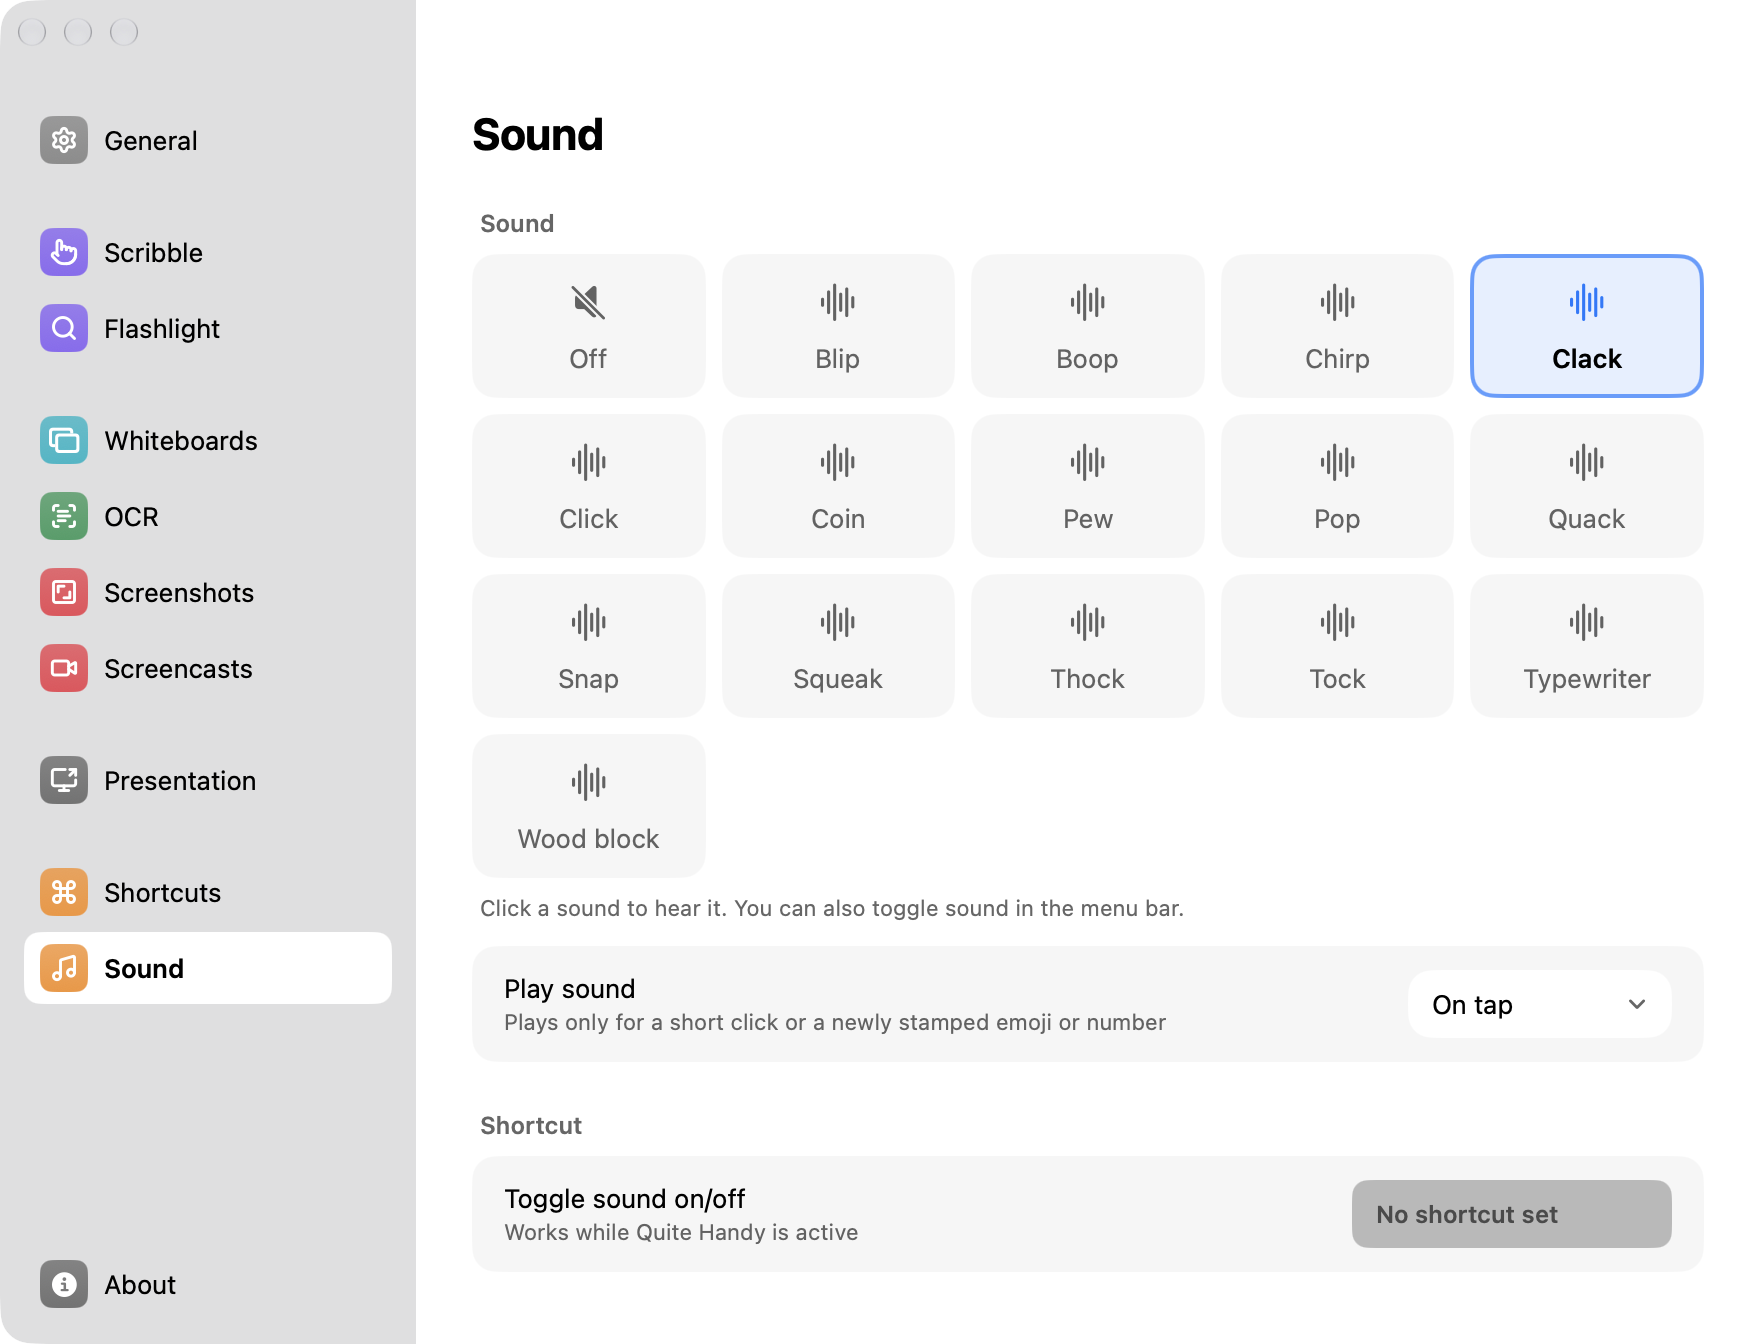 General
Scribble
Flashlight
Whiteboards
OCR
Screenshots
Screencasts
Presentation
Shortcuts
Sound
About
Sound
Sound
Off
Blip
Boop
Chirp
Clack
Click
Coin
Pew
Pop
Quack
Snap
Squeak
Thock
Tock
Typewriter
Wood block
Click a sound to hear it. You can also toggle sound in the menu bar.
Play sound
Plays only for a short click or a newly stamped emoji or number
On tap
Shortcut
Toggle sound on/off
Works while Quite Handy is active
No shortcut set